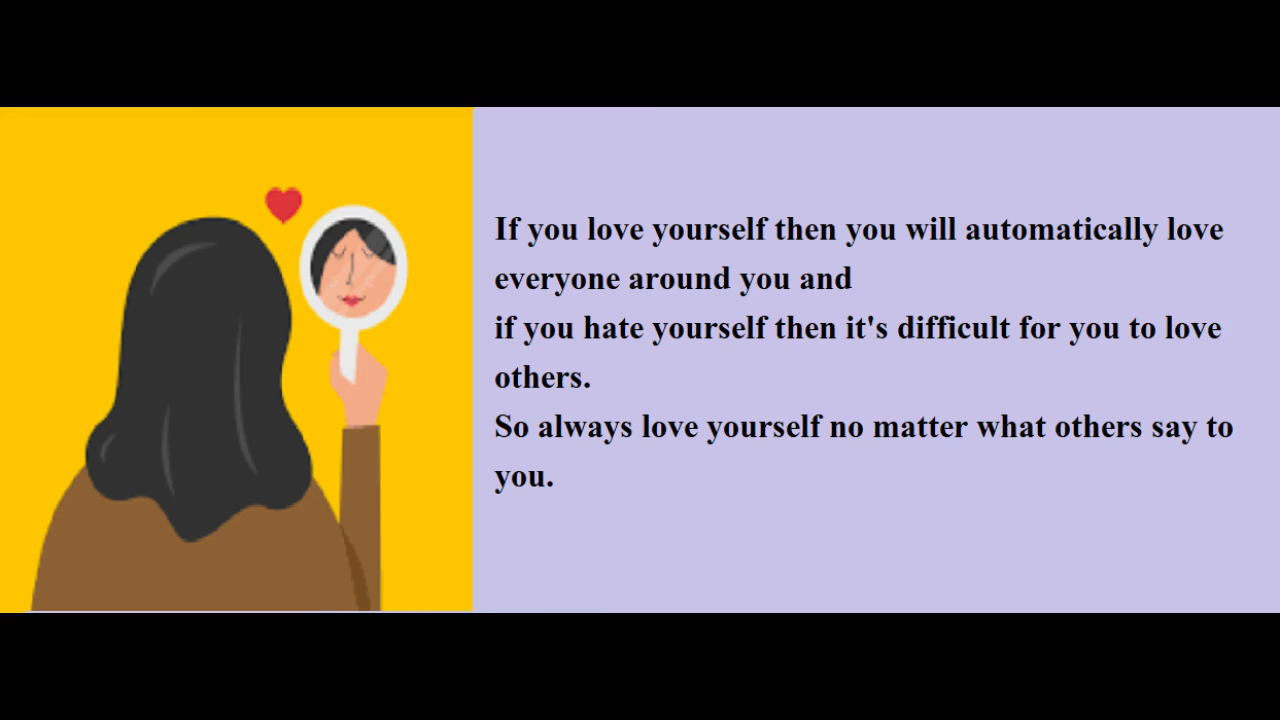 If you love yourself then you will automatically love
everyone around you and
if you hate yourself then it's difficult for you to love
others.
So always love yourself no matter what others say to
you.